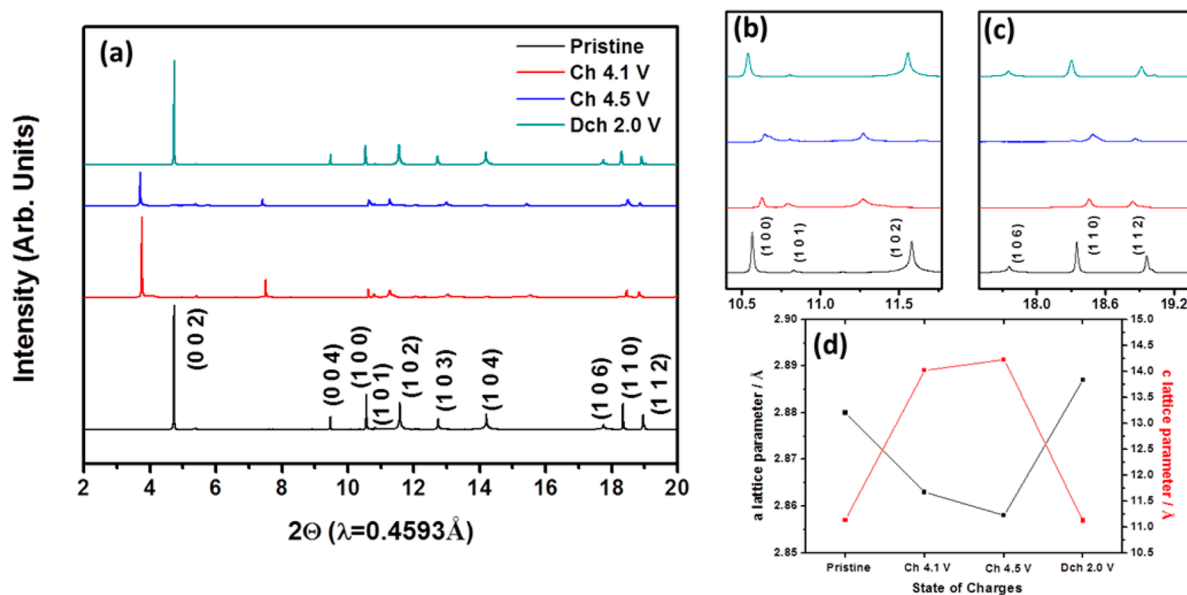 (a)
Pristine
Ch 4.1 V
Ch 4.5 V
Dch 2.0 V
Intensity (Arb. Units)
(0 0 2)
(0 0 4)
(1 0 0)
(1 0 1)
(1 0 2)
(1 0 3)
(1 0 4)
(1 0 6)
(1 1 0)
(1 1 2)
2 4 6 8 10 12 14 16 18 20
2Θ (λ=0.4593Å)
(b)
(1 0 0)
(1 0 1)
(1 0 2)
10.5 11.0 11.5
(c)
(1 0 6)
(1 1 0)
(1 1 2)
18.0 18.6 19.2
(d)
a lattice parameter / Å
2.90
2.89
2.88
2.87
2.86
2.85
15.0
14.5
14.0
13.5
13.0
12.5
12.0
11.5
11.0
10.5
c lattice parameter / Å
Pristine Ch 4.1 V Ch 4.5 V Dch 2.0 V
State of Charges